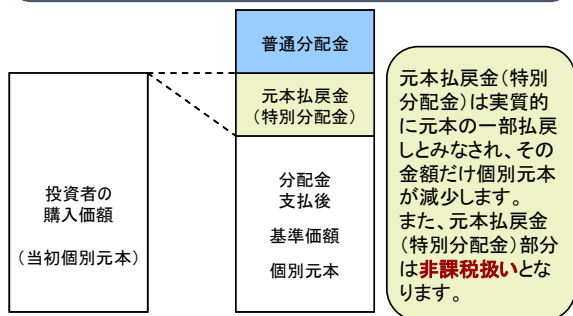 普通分配金
元本払戻金
(特別分配金)
投資者の
購入価額
(当初個別元本)
分配金
支払後
基準価額
個別元本
元本払戻金(特別
分配金)は実質的
に元本の一部払戻
しとみなされ、その
金額だけ個別元本
が減少します。
また、元本払戻金
(特別分配金)部分
は非課税扱いとな
ります。